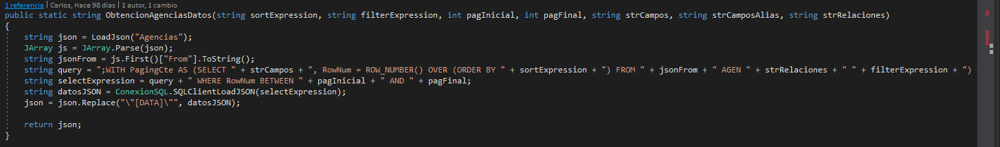 1 referencia | Carlos, Hace 98 días | 1 autor, 1 cambio
public static string ObtencionAgenciasDatos(string sortExpression, string filterExpression, int pagInicial, int pagFinal, string strCampos, string strCamposAlias, string strRelaciones)
{
string json = LoadJson("Agencias");
JArray js = JArray.Parse(json);
string jsonFrom = js.First()["From"].ToString();
string query = ";WITH PagingCte AS (SELECT " + strCampos + ", RowNum = ROW_NUMBER() OVER (ORDER BY " + sortExpression + ") FROM " + jsonFrom + " AGEN " + strRelaciones + " " + filterExpression + ")
string selectExpression = query + " WHERE RowNum BETWEEN " + pagInicial + " AND " + pagFinal;
string datosJSON = ConexionSQL.SQLClientLoadJSON(selectExpression);
json = json.Replace("\"[DATA]\"", datosJSON);
return json;
}